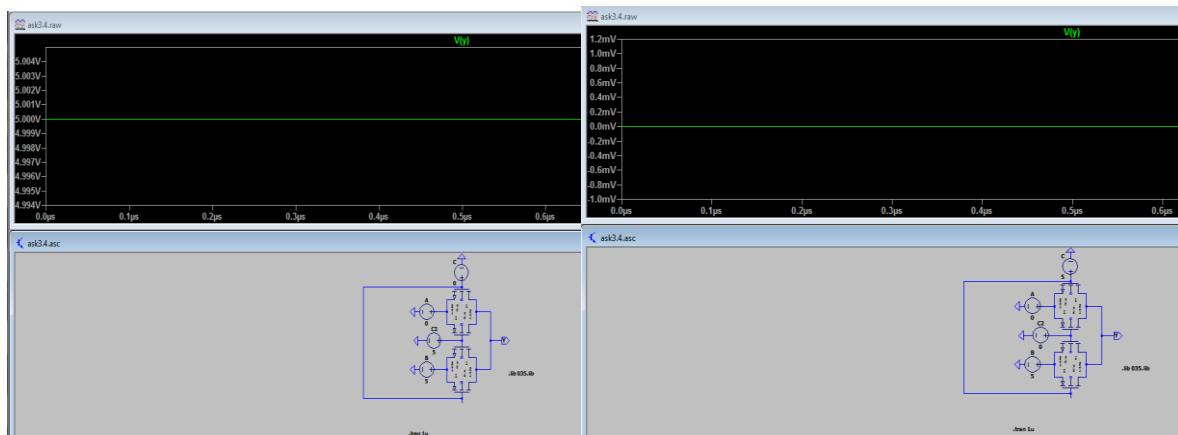 ask3.4.raw
V(y)
5.004V
5.003V
5.002V
5.001V
5.000V
4.999V
4.998V
4.997V
4.996V
4.995V
4.994V
0.0µs 0.1µs 0.2µs 0.3µs 0.4µs 0.5µs 0.6µs
ask3.4.asc
C
0
A
0
C2
5
B
5
Y
.lib 035.lib
.tran 1u
ask3.4.raw
V(y)
1.2mV
1.0mV
0.8mV
0.6mV
0.4mV
0.2mV
0.0mV
-0.2mV
-0.4mV
-0.6mV
-0.8mV
-1.0mV
0.0µs 0.1µs 0.2µs 0.3µs 0.4µs 0.5µs 0.6µs
ask3.4.asc
C
5
A
0
C2
0
B
5
Y
.lib 035.lib
.tran 1u